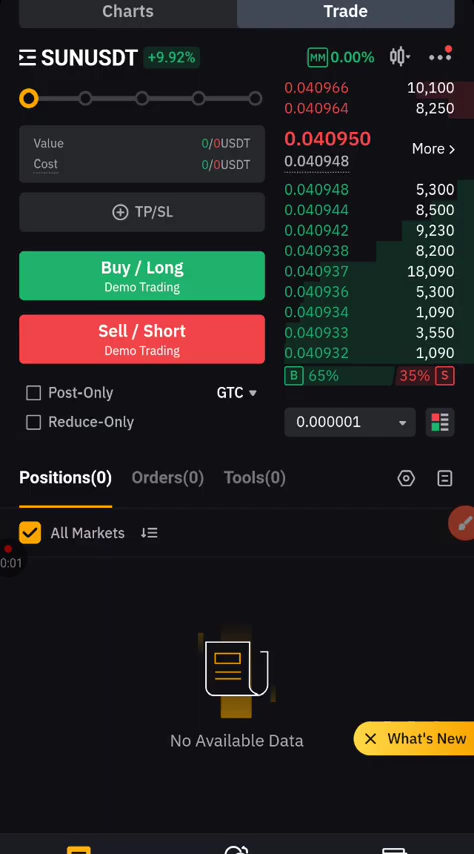 Charts
Trade
SUNUSDT +9.92%
MM 0.00%
Value 0/0USDT
Cost 0/0USDT
TP/SL
Buy / Long
Demo Trading
Sell / Short
Demo Trading
Post-Only GTC
Reduce-Only
0.040966 10,100
0.040964 8,250
0.040950
0.040948
More >
0.040948 5,300
0.040944 8,500
0.040942 9,230
0.040938 8,200
0.040937 18,090
0.040936 5,300
0.040934 1,090
0.040933 3,550
0.040932 1,090
B 65% 35% S
0.000001
Positions(0) Orders(0) Tools(0)
All Markets
0:01
No Available Data
What's New